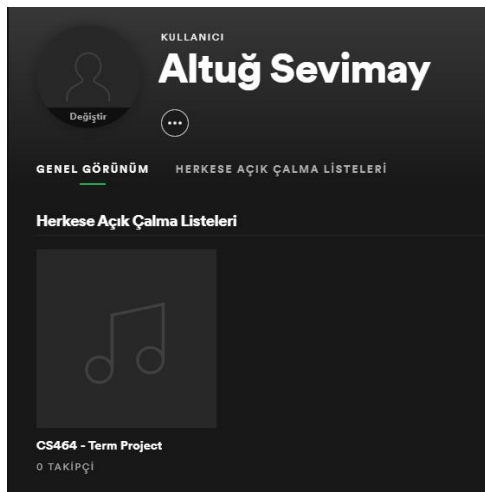 KULLANICI
Altuğ Sevimay
Değiştir
GENEL GÖRÜNÜM HERKESE AÇIK ÇALMA LİSTELERİ
Herkese Açık Çalma Listeleri
CS464 - Term Project
0 TAKİPÇİ